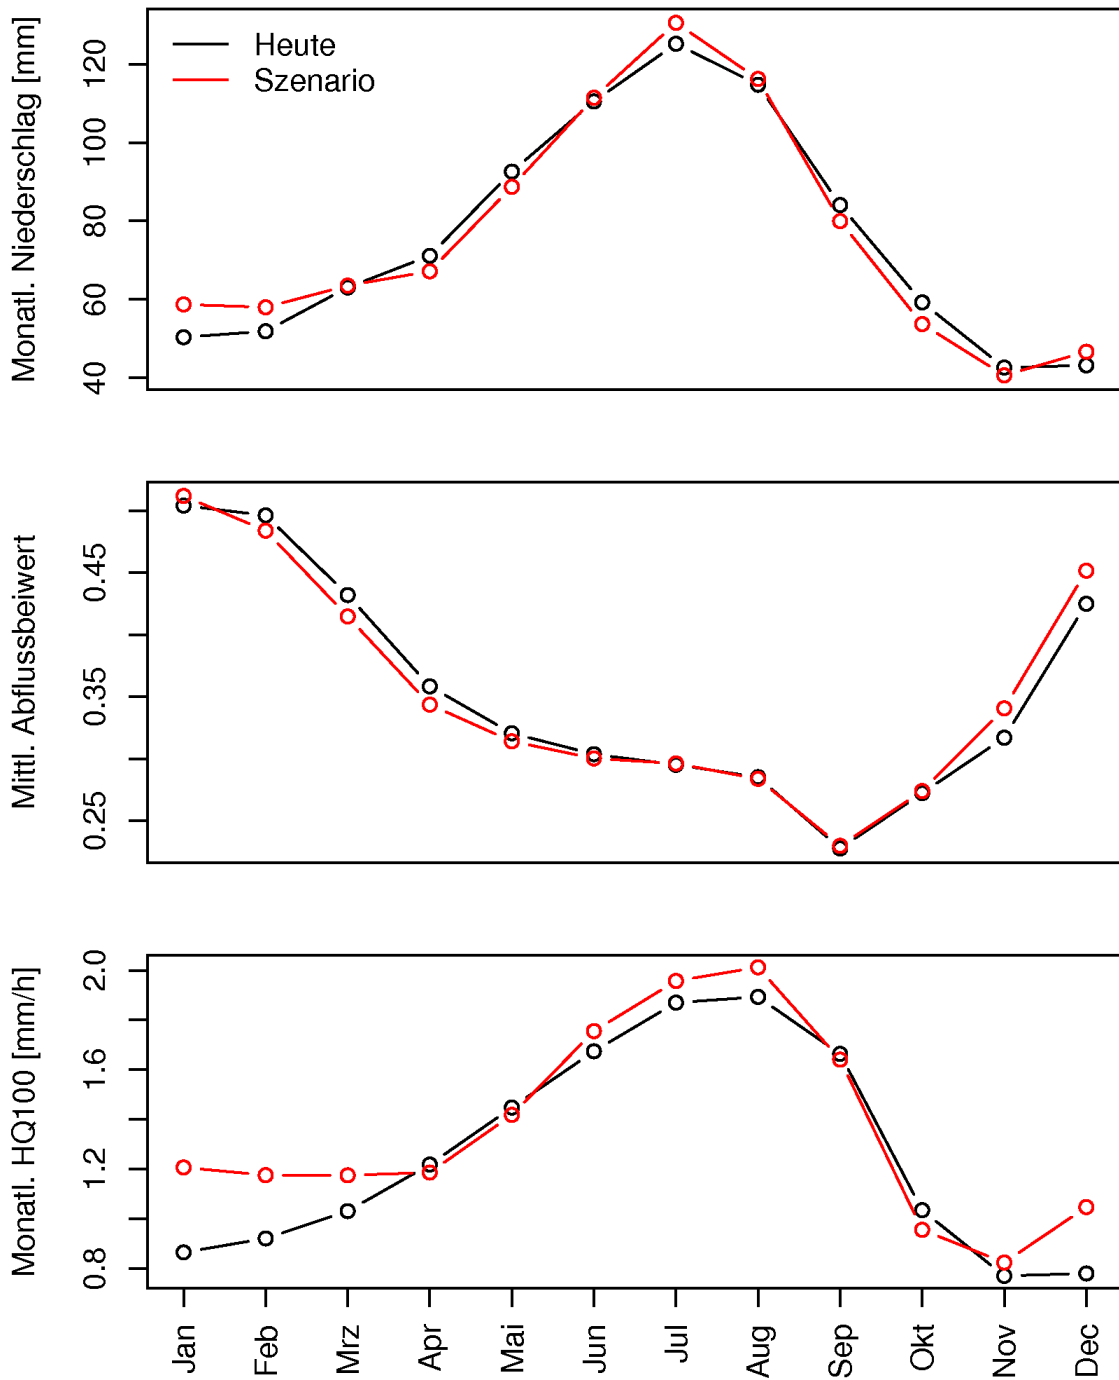 Monatl. Niederschlag [mm]
120
100
80
60
40
Heute
Szenario
Mittl. Abflussbeiwert
0.45
0.35
0.25
Monatl. HQ100 [mm/h]
2.0
1.6
1.2
0.8
Jan Feb Mrz Apr Mai Jun Jul Aug Sep Okt Nov Dec